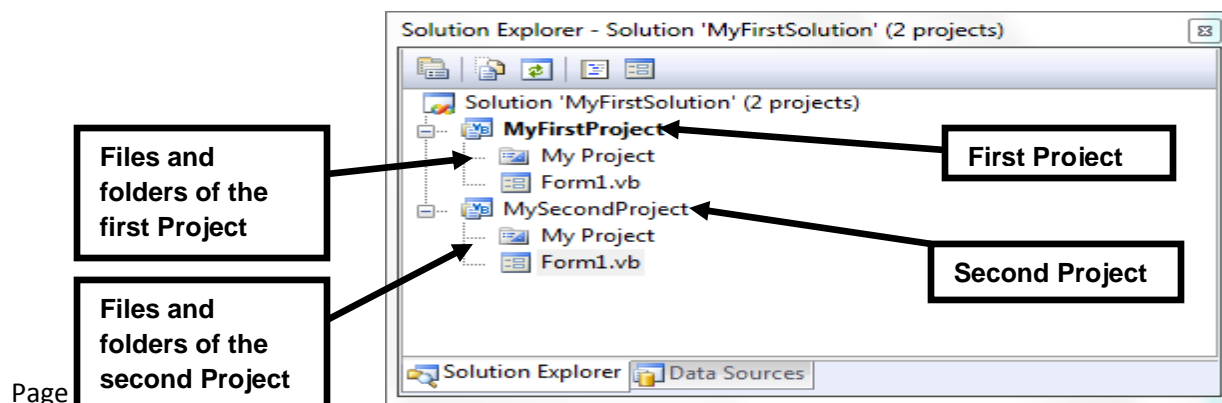 Solution Explorer - Solution 'MyFirstSolution' (2 projects)
Solution 'MyFirstSolution' (2 projects)
MyFirstProject
My Project
Form1.vb
MySecondProject
My Project
Form1.vb
Solution Explorer
Data Sources
Files and
folders of the
first Project
Files and
folders of the
second Project
First Project
Second Project
Page